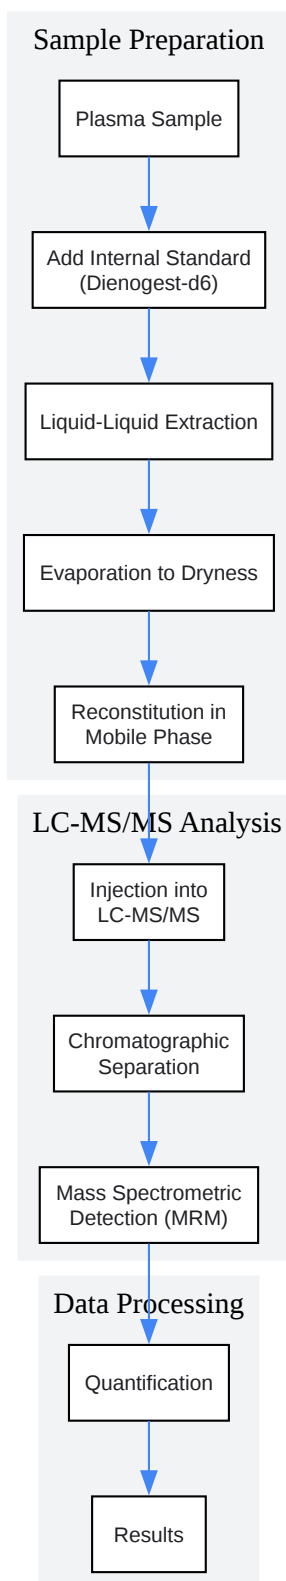 Sample Preparation
Plasma Sample
Add Internal Standard
(Dienogest-d6)
Liquid-Liquid Extraction
Evaporation to Dryness
Reconstitution in
Mobile Phase
LC-MS/MS Analysis
Injection into
LC-MS/MS
Chromatographic
Separation
Mass Spectrometric
Detection (MRM)
Data Processing
Quantification
Results